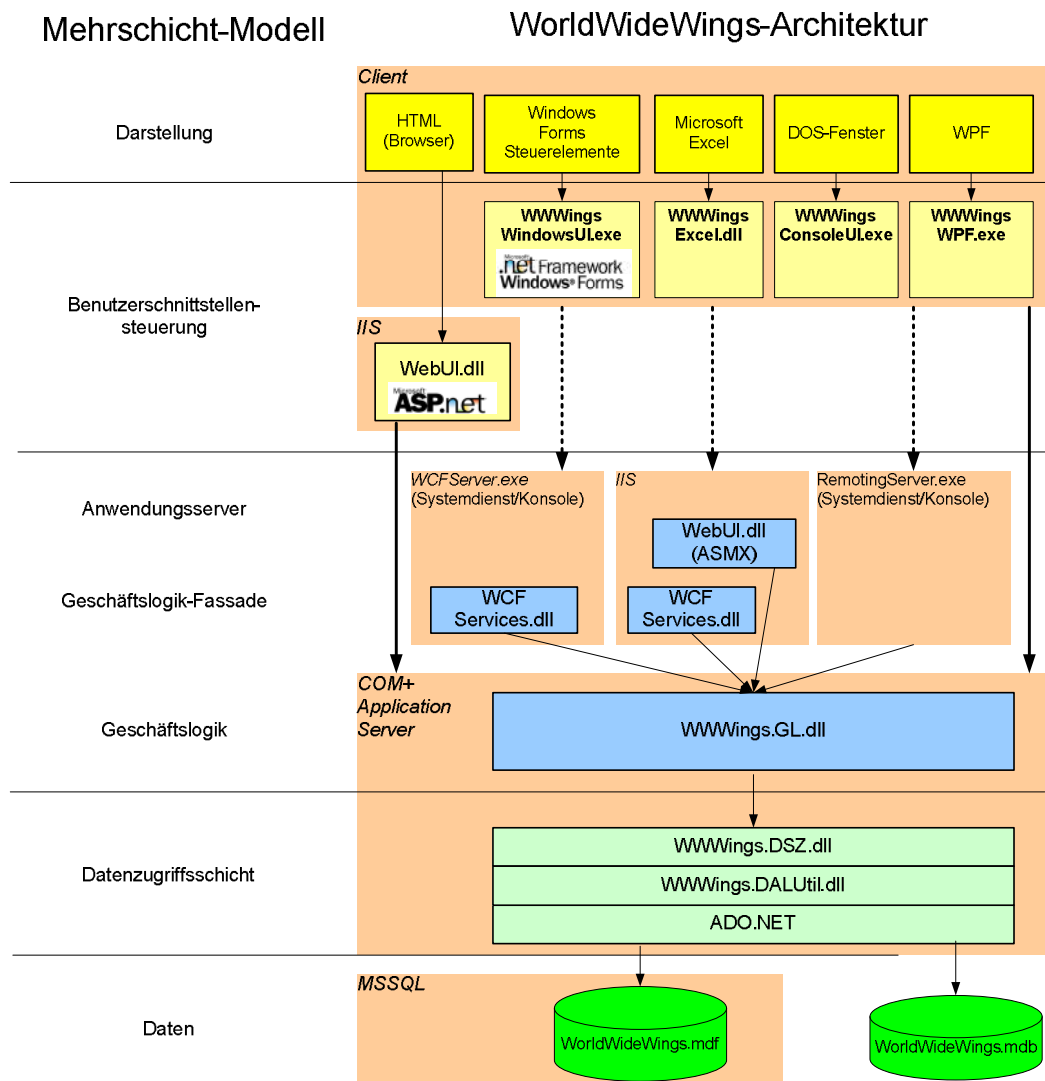 Mehrschicht-Modell
WorldWideWings-Architektur
Client
Darstellung
HTML
(Browser)
Windows
Forms
Steuerelemente
Microsoft
Excel
DOS-Fenster
WPF
Benutzerschnittstellen-
steuerung
WWWings
WindowsUI.exe
Microsoft
.net Framework
Windows® Forms
WWWings
Excel.dll
WWWings
ConsoleUI.exe
WWWings
WPF.exe
IIS
WebUI.dll
Microsoft
ASP.net
Anwendungsserver
WCFServer.exe
(Systemdienst/Konsole)
IIS
RemotingServer.exe
(Systemdienst/Konsole)
WebUI.dll
(ASMX)
Geschäftslogik-Fassade
WCF
Services.dll
WCF
Services.dll
COM+
Application
Server
Geschäftslogik
WWWings.GL.dll
Datenzugriffsschicht
WWWings.DSZ.dll
WWWings.DALUtil.dll
ADO.NET
MSSQL
Daten
WorldWideWings.mdf
WorldWideWings.mdb